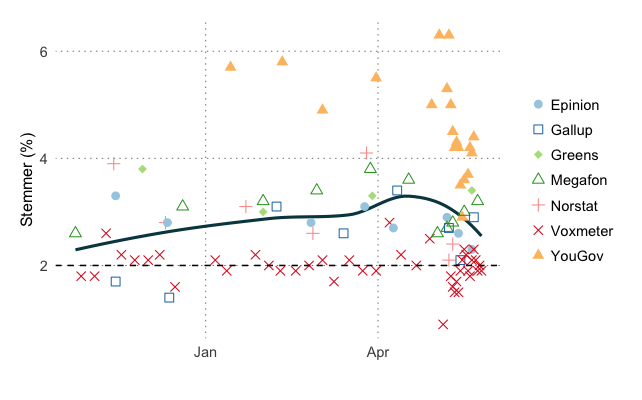 6
4
2
Stemmer (%)
Jan
Apr
Epinion
Gallup
Greens
Megafon
Norstat
Voxmeter
YouGov